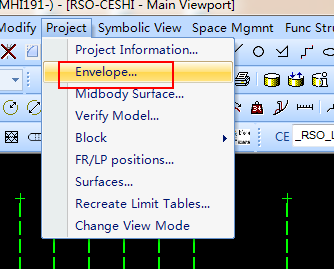 MHI191-) - [RSO-CESHI - Main Viewport]
Modify Project Symbolic View Space Mgmnt Func Stru
Project Information...
Envelope...
Midbody Surface...
Verify Model...
Block
FR/LP positions...
Surfaces...
Recreate Limit Tables...
Change View Mode
CE _RSO_L